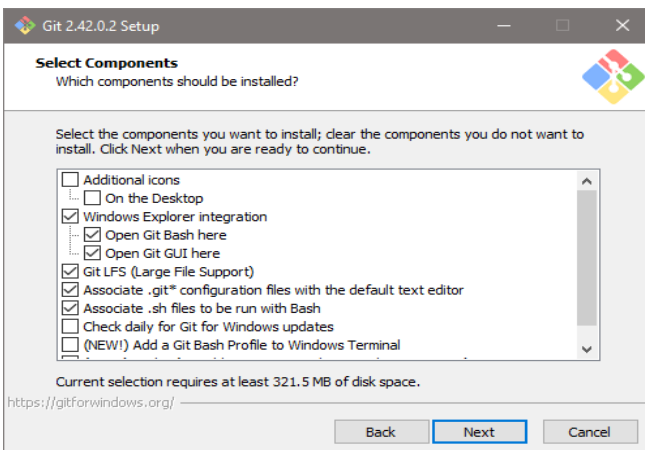 Git 2.42.0.2 Setup
Select Components
Which components should be installed?
Select the components you want to install; clear the components you do not want to
install. Click Next when you are ready to continue.
Additional icons
On the Desktop
Windows Explorer integration
Open Git Bash here
Open Git GUI here
Git LFS (Large File Support)
Associate .git* configuration files with the default text editor
Associate .sh files to be run with Bash
Check daily for Git for Windows updates
(NEW!) Add a Git Bash Profile to Windows Terminal
Current selection requires at least 321.5 MB of disk space.
https://gitforwindows.org/
Back Next Cancel